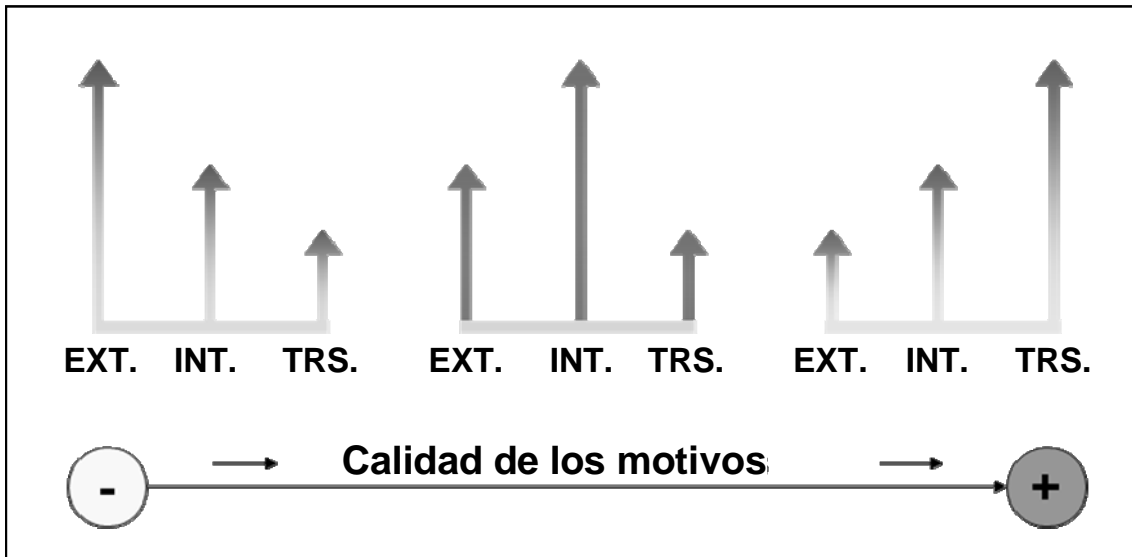 EXT. INT. TRS. EXT. INT. TRS. EXT. INT. TRS.
- Calidad de los motivos +